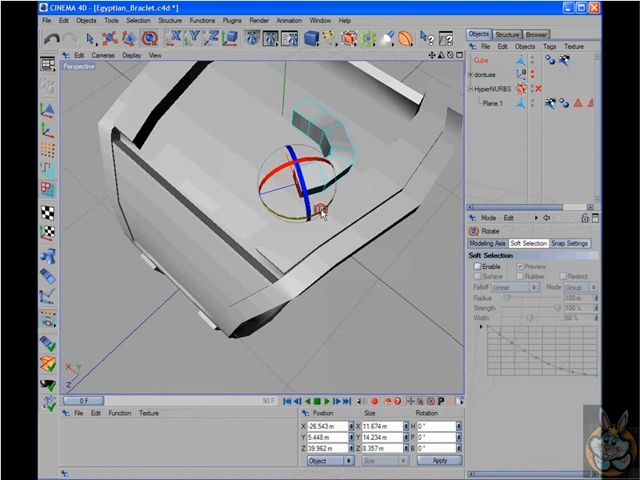 CINEMA 4D - [Egyptian_Braclet.c4d *]
File Edit Objects Tools Selection Structure Functions Plugins Render Animation Window Help
Objects Structure Browser
File Edit Objects Tags Texture
Edit Cameras Display View
Perspective
Cube
dontuse
HyperNURBS
Plane.1
Mode Edit
Rotate
Modeling Axis Soft Selection Snap Settings
Soft Selection
Enable Preview
Surface Rubber Restrict
Falloff Linear Mode Group
Radius 100 m
Strength 100 %
Width 50 %
X Y
Z
0 F 90 F
File Edit Function Texture
Position Size Rotation
X -26.543 m X 11.674 m H 0 °
Y 5.448 m Y 14.234 m P 0 °
Z 39.962 m Z 8.357 m B 0 °
Object Size Apply